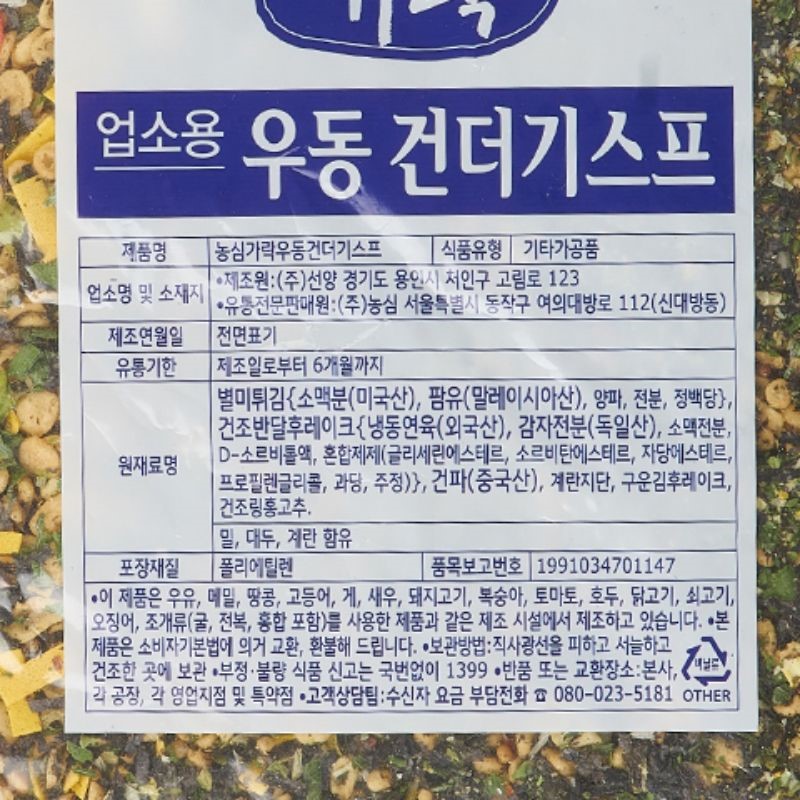 업소용 우동 건더기스프
제품명 농심가락우동건더기스프 식품유형 기타가공품
업소명 및 소재지 •제조원:(주)선양 경기도 용인시 처인구 고림로 123
•유통전문판매원:(주)농심 서울특별시 동작구 여의대방로 112(신대방동)
제조연월일 전면표기
유통기한 제조일로부터 6개월까지
원재료명 별미튀김{소맥분(미국산), 팜유(말레이시아산), 양파, 전분, 정백당},
건조반달후레이크{냉동연육(외국산), 감자전분(독일산), 소맥전분,
D-소르비톨액, 혼합제제(글리세린에스테르, 소르비탄에스테르, 자당에스테르,
프로필렌글리콜, 과당, 주정)}, 건파(중국산), 계란지단, 구운김후레이크,
건조링홍고추.
밀, 대두, 계란 함유
포장재질 폴리에틸렌 품목보고번호 1991034701147
•이 제품은 우유, 메밀, 땅콩, 고등어, 게, 새우, 돼지고기, 복숭아, 토마토, 호두, 닭고기, 쇠고기,
오징어, 조개류(굴, 전복, 홍합 포함)를 사용한 제품과 같은 제조 시설에서 제조하고 있습니다. •본
제품은 소비자기본법에 의거 교환, 환불해 드립니다. •보관방법:직사광선을 피하고 서늘하고
건조한 곳에 보관 •부정·불량 식품 신고는 국번없이 1399 •반품 또는 교환장소:본사,
각 공장, 각 영업지점 및 특약점 •고객상담팀:수신자 요금 부담전화 ☎ 080-023-5181 OTHER